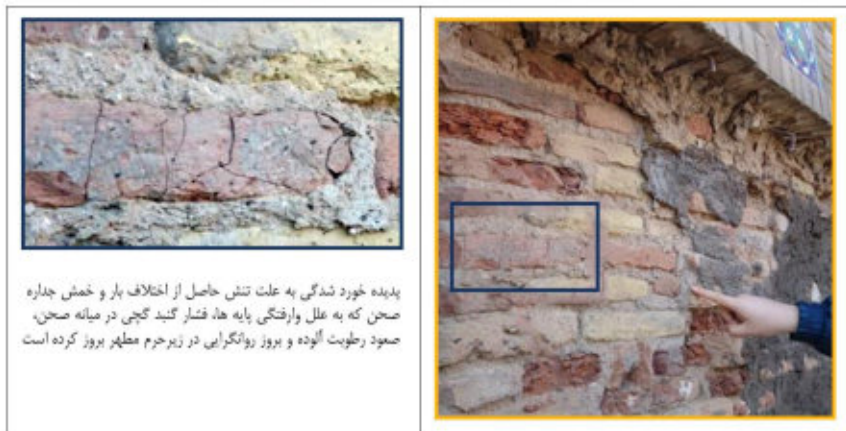 پدیده خورد شدگی به علت تنش حاصل از اختلاف بار و خمش جداره
صحن که به علل وارفتگی پایه ها، فشار گنبد گچی در میانه صحن،
صعود رطوبت آلوده و بروز روانگرایی در زیرحرم مطهر بروز کرده است